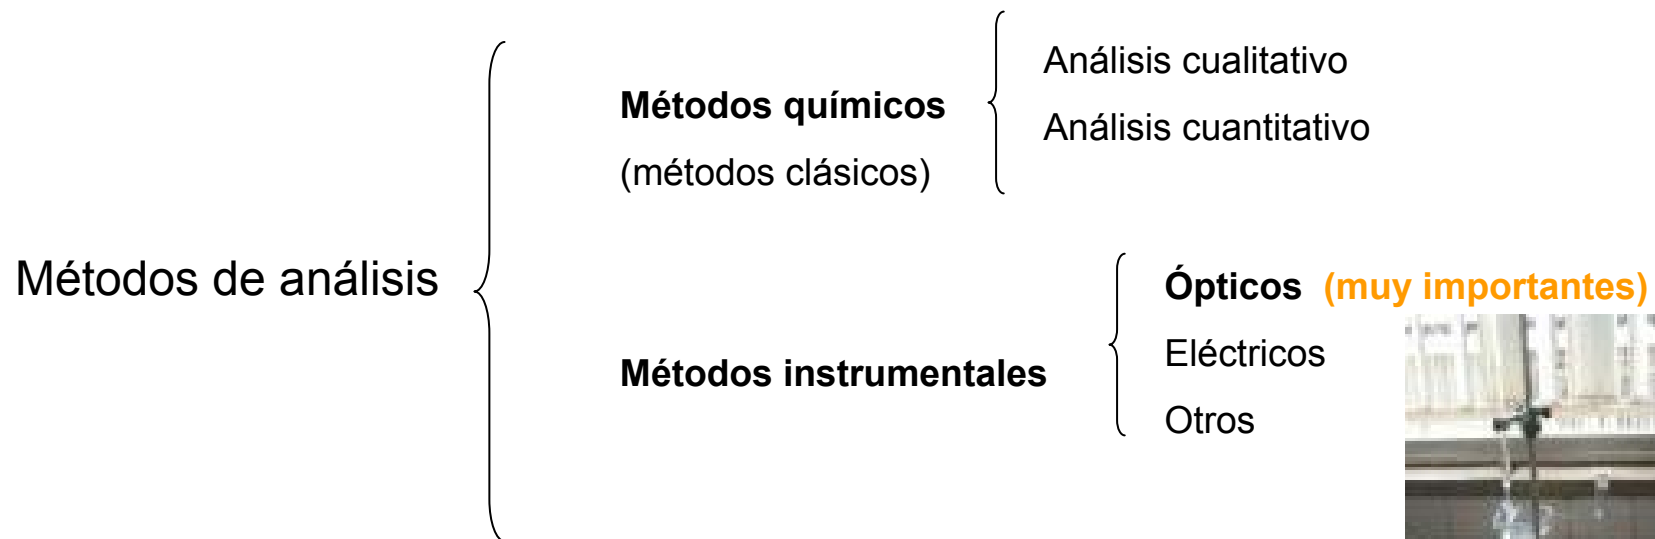 Métodos de análisis
Métodos químicos
(métodos clásicos)
Análisis cualitativo
Análisis cuantitativo
Métodos instrumentales
Ópticos (muy importantes)
Eléctricos
Otros